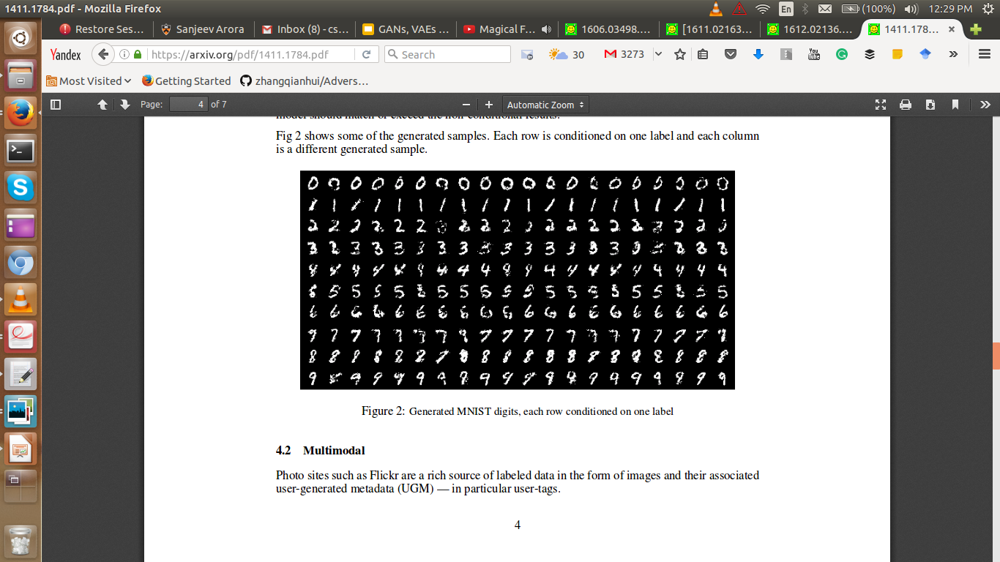 1411.1784.pdf - Mozilla Firefox
En
(100%)
12:29 PM
Restore Ses...
Sanjeev Arora
Inbox (8) - cs...
GANs, VAEs ...
Magical F...
1606.03498....
[1611.02163...
1612.02136....
1411.178...
Yandex
https://arxiv.org/pdf/1411.1784.pdf
Search
30
3273
You
Tube
Most Visited
Getting Started
zhangqianhui/Advers...
Page:
4
of 7
Automatic Zoom
model should match or exceed the non-conditional results.
Fig 2 shows some of the generated samples. Each row is conditioned on one label and each column
is a different generated sample.
Figure 2: Generated MNIST digits, each row conditioned on one label
4.2 Multimodal
Photo sites such as Flickr are a rich source of labeled data in the form of images and their associated
user-generated metadata (UGM) — in particular user-tags.
4